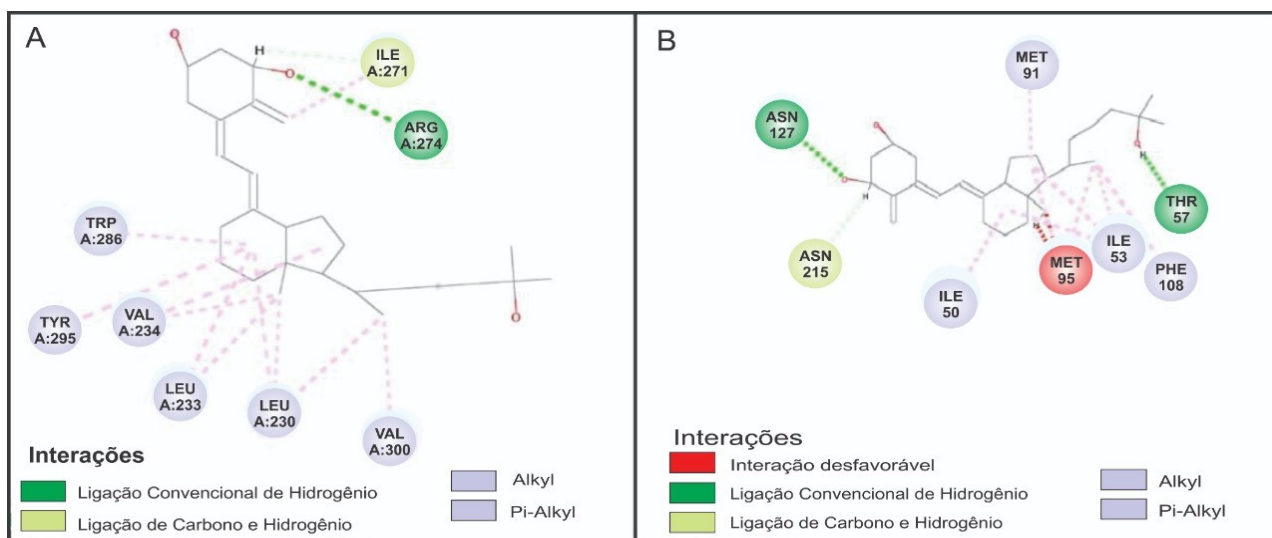 A
H
O
O
ILE
A:271
ARG
A:274
TRP
A:286
TYR
A:295
VAL
A:234
LEU
A:233
LEU
A:230
VAL
A:300
O
Interações
Ligação Convencional de Hidrogênio
Ligação de Carbono e Hidrogênio
Alkyl
Pi-Alkyl
B
MET
91
ASN
127
O
O
H
O
H
THR
57
ASN
215
ILE
50
H
MET
95
ILE
53
PHE
108
Interações
Interação desfavorável
Ligação Convencional de Hidrogênio
Ligação de Carbono e Hidrogênio
Alkyl
Pi-Alkyl